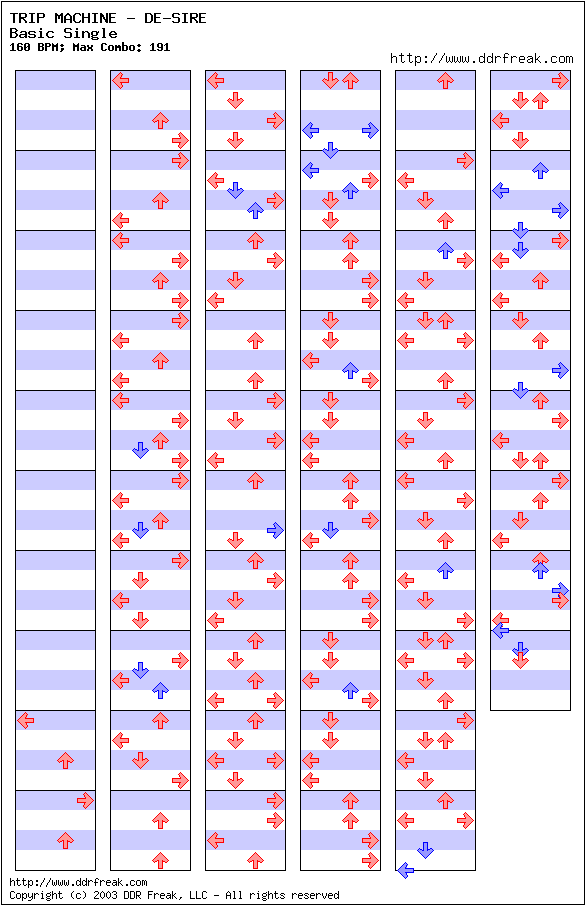 TRIP MACHINE - DE-SIRE
Basic Single
160 BPM; Max Combo: 191
http://www.ddrfreak.com
http://www.ddrfreak.com
Copyright (c) 2003 DDR Freak, LLC - All rights reserved